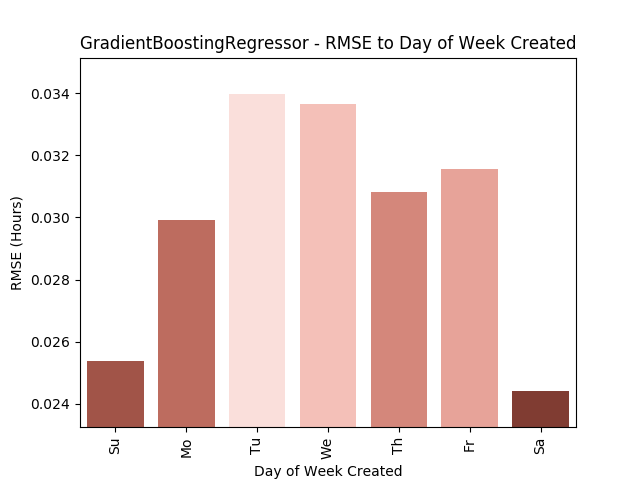 GradientBoostingRegressor - RMSE to Day of Week Created
RMSE (Hours)
0.034
0.032
0.030
0.028
0.026
0.024
Su
Mo
Tu
We
Th
Fr
Sa
Day of Week Created